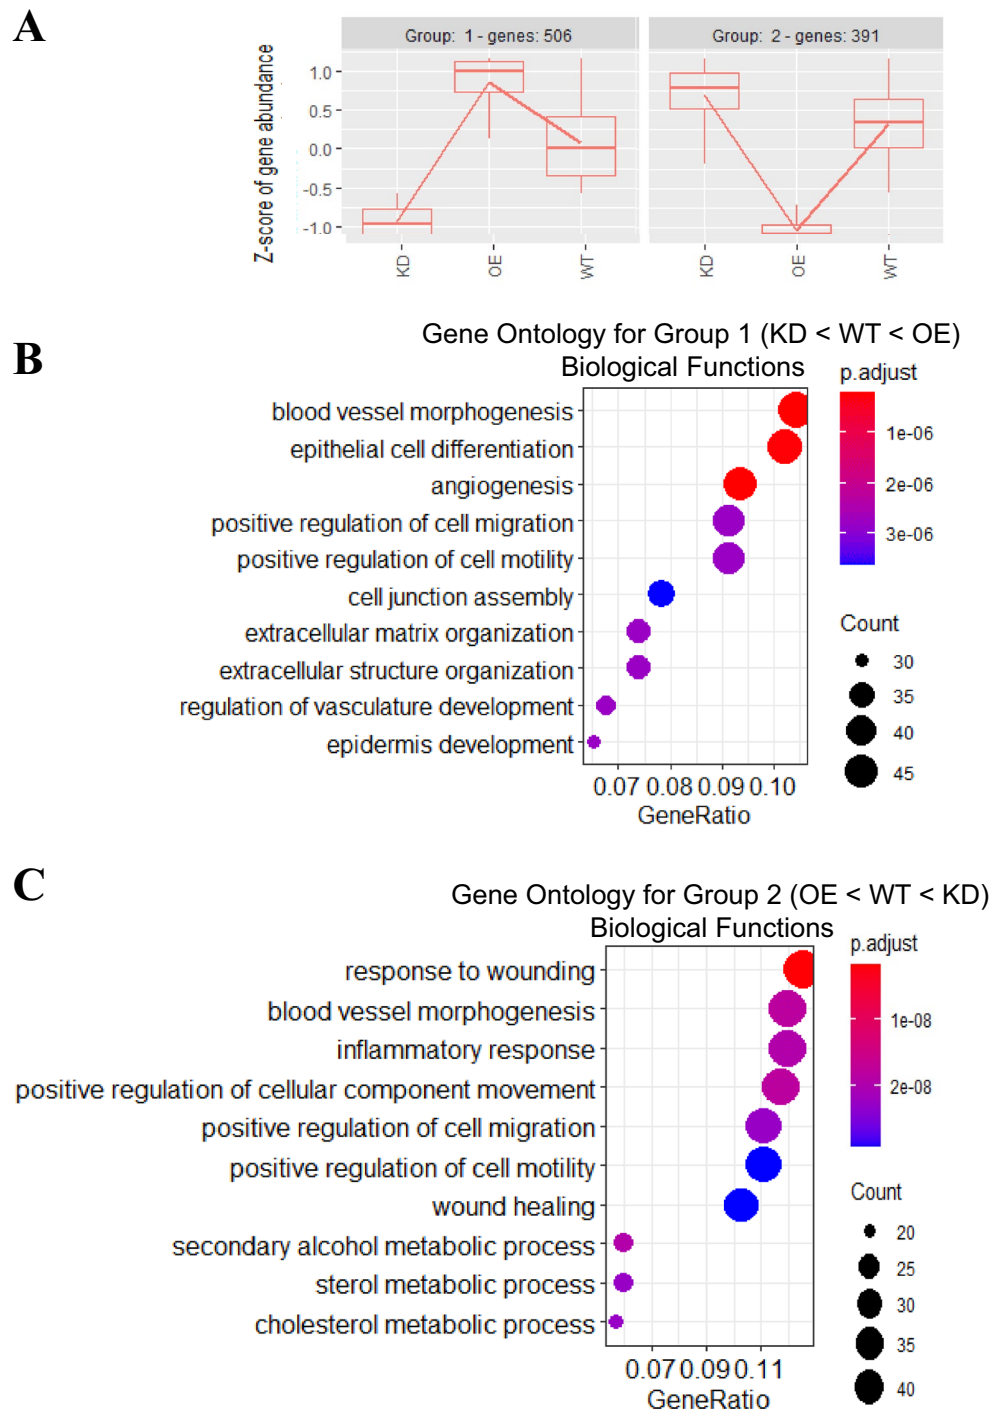 A
Group: 1 - genes: 506
Group: 2 - genes: 391
Z-score of gene abundance
1.0
0.5
0.0
-0.5
-1.0
KD
OE
WT
KD
OE
WT
B
Gene Ontology for Group 1 (KD < WT < OE)
Biological Functions
blood vessel morphogenesis
epithelial cell differentiation
angiogenesis
positive regulation of cell migration
positive regulation of cell motility
cell junction assembly
extracellular matrix organization
extracellular structure organization
regulation of vasculature development
epidermis development
0.07 0.08 0.09 0.10
GeneRatio
p.adjust
1e-06
2e-06
3e-06
Count
30
35
40
45
C
Gene Ontology for Group 2 (OE < WT < KD)
Biological Functions
response to wounding
blood vessel morphogenesis
inflammatory response
positive regulation of cellular component movement
positive regulation of cell migration
positive regulation of cell motility
wound healing
secondary alcohol metabolic process
sterol metabolic process
cholesterol metabolic process
0.07 0.09 0.11
GeneRatio
p.adjust
1e-08
2e-08
Count
20
25
30
35
40